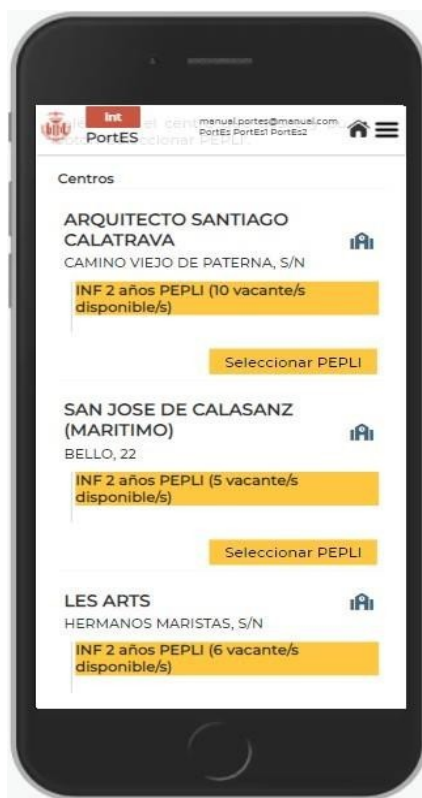 Int
PortES
manual.portes@manual.com
PortEs PortEs1 PortEs2
Centros
ARQUITECTO SANTIAGO
CALATRAVA
CAMINO VIEJO DE PATERNA, S/N
INF 2 años PEPLI (10 vacante/s
disponible/s)
Seleccionar PEPLI
SAN JOSE DE CALASANZ
(MARITIMO)
BELLO, 22
INF 2 años PEPLI (5 vacante/s
disponible/s)
Seleccionar PEPLI
LES ARTS
HERMANOS MARISTAS, S/N
INF 2 años PEPLI (6 vacante/s
disponible/s)